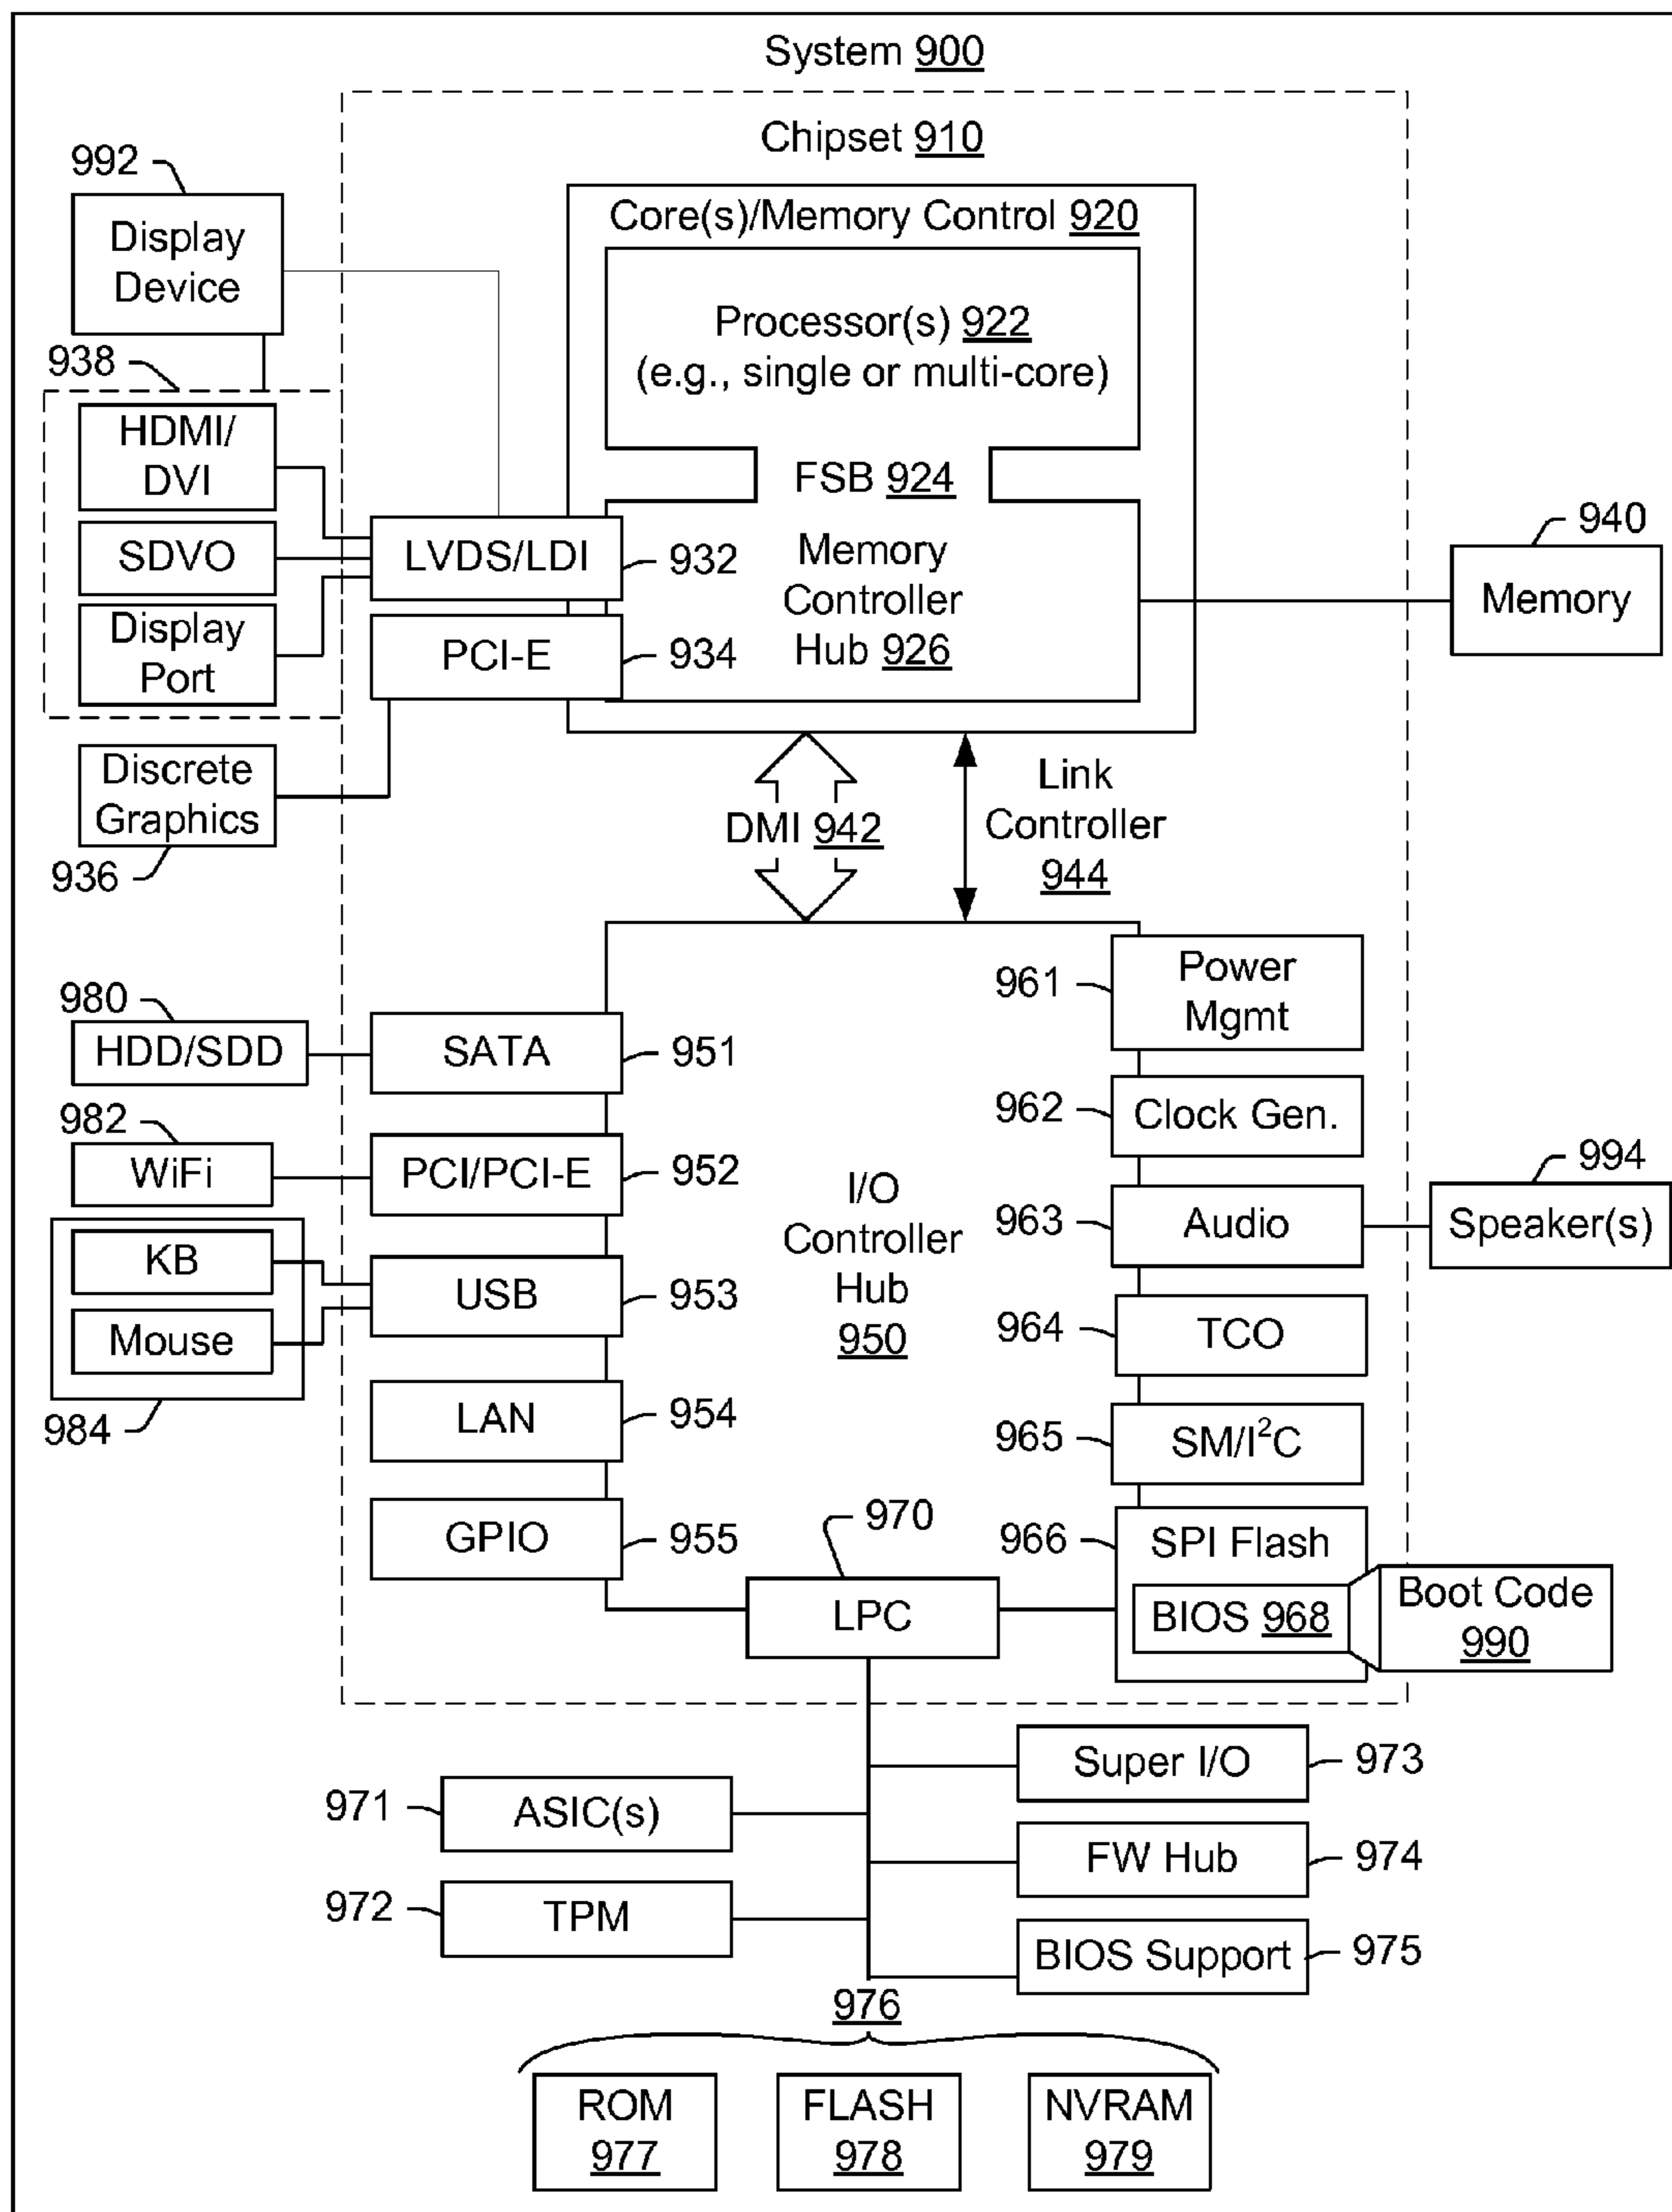 System 900
Chipset 910
992
Display
Device
Core(s)/Memory Control 920
Processor(s) 922
(e.g., single or multi-core)
FSB 924
Memory
Controller
Hub 926
938
HDMI/
DVI
SDVO
Display
Port
LVDS/LDI
932
PCI-E
934
940
Memory
Discrete
Graphics
936
DMI 942
Link
Controller
944
980
HDD/SDD
SATA
951
982
WiFi
PCI/PCI-E
952
KB
Mouse
984
USB
953
LAN
954
GPIO
955
I/O
Controller
Hub
950
961
Power
Mgmt
962
Clock Gen.
963
Audio
994
Speaker(s)
964
TCO
965
SM/I²C
966
SPI Flash
BIOS 968
Boot Code
990
970
LPC
971
ASIC(s)
972
TPM
Super I/O
973
FW Hub
974
BIOS Support
975
976
ROM
977
FLASH
978
NVRAM
979